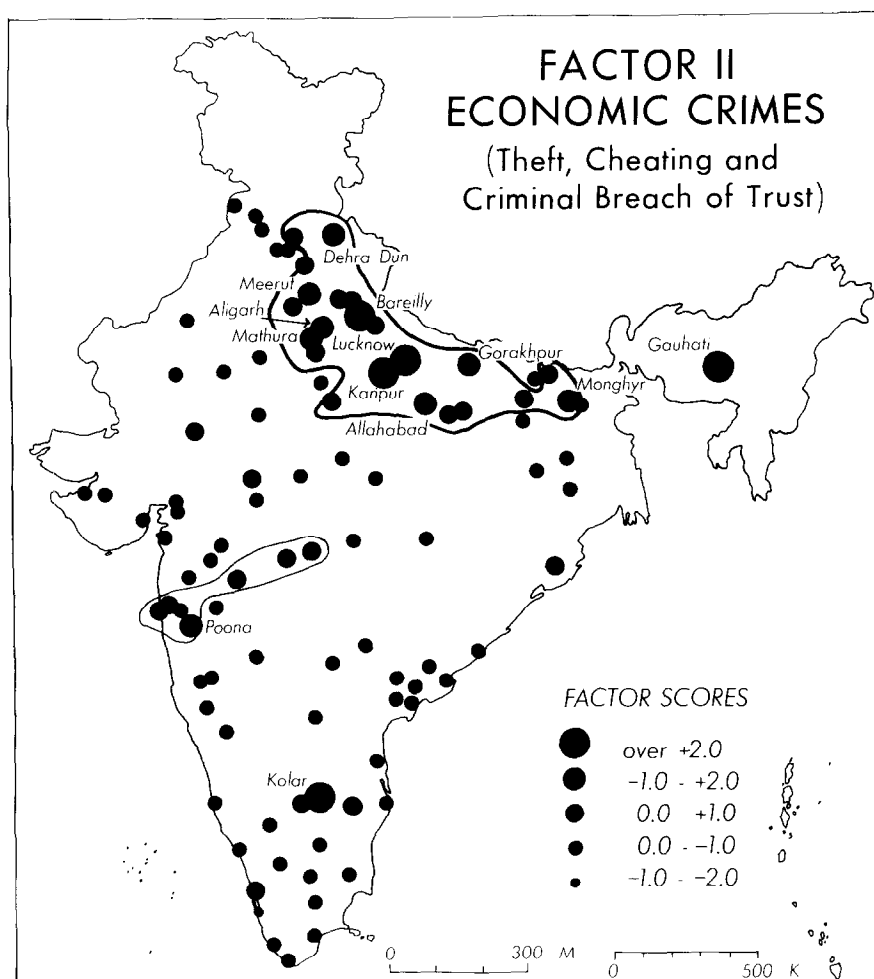 FACTOR II
ECONOMIC CRIMES
(Theft, Cheating and
Criminal Breach of Trust)
Dehra Dun
Meerut
Bareilly
Aligarh
Mathura
Lucknow
Gorakhpur
Gauhati
Monghyr
Kanpur
Allahabad
Poona
FACTOR SCORES
over +2.0
-1.0 - +2.0
0.0 +1.0
0.0 - -1.0
-1.0 - -2.0
Kolar
0 300 M
0 500 K